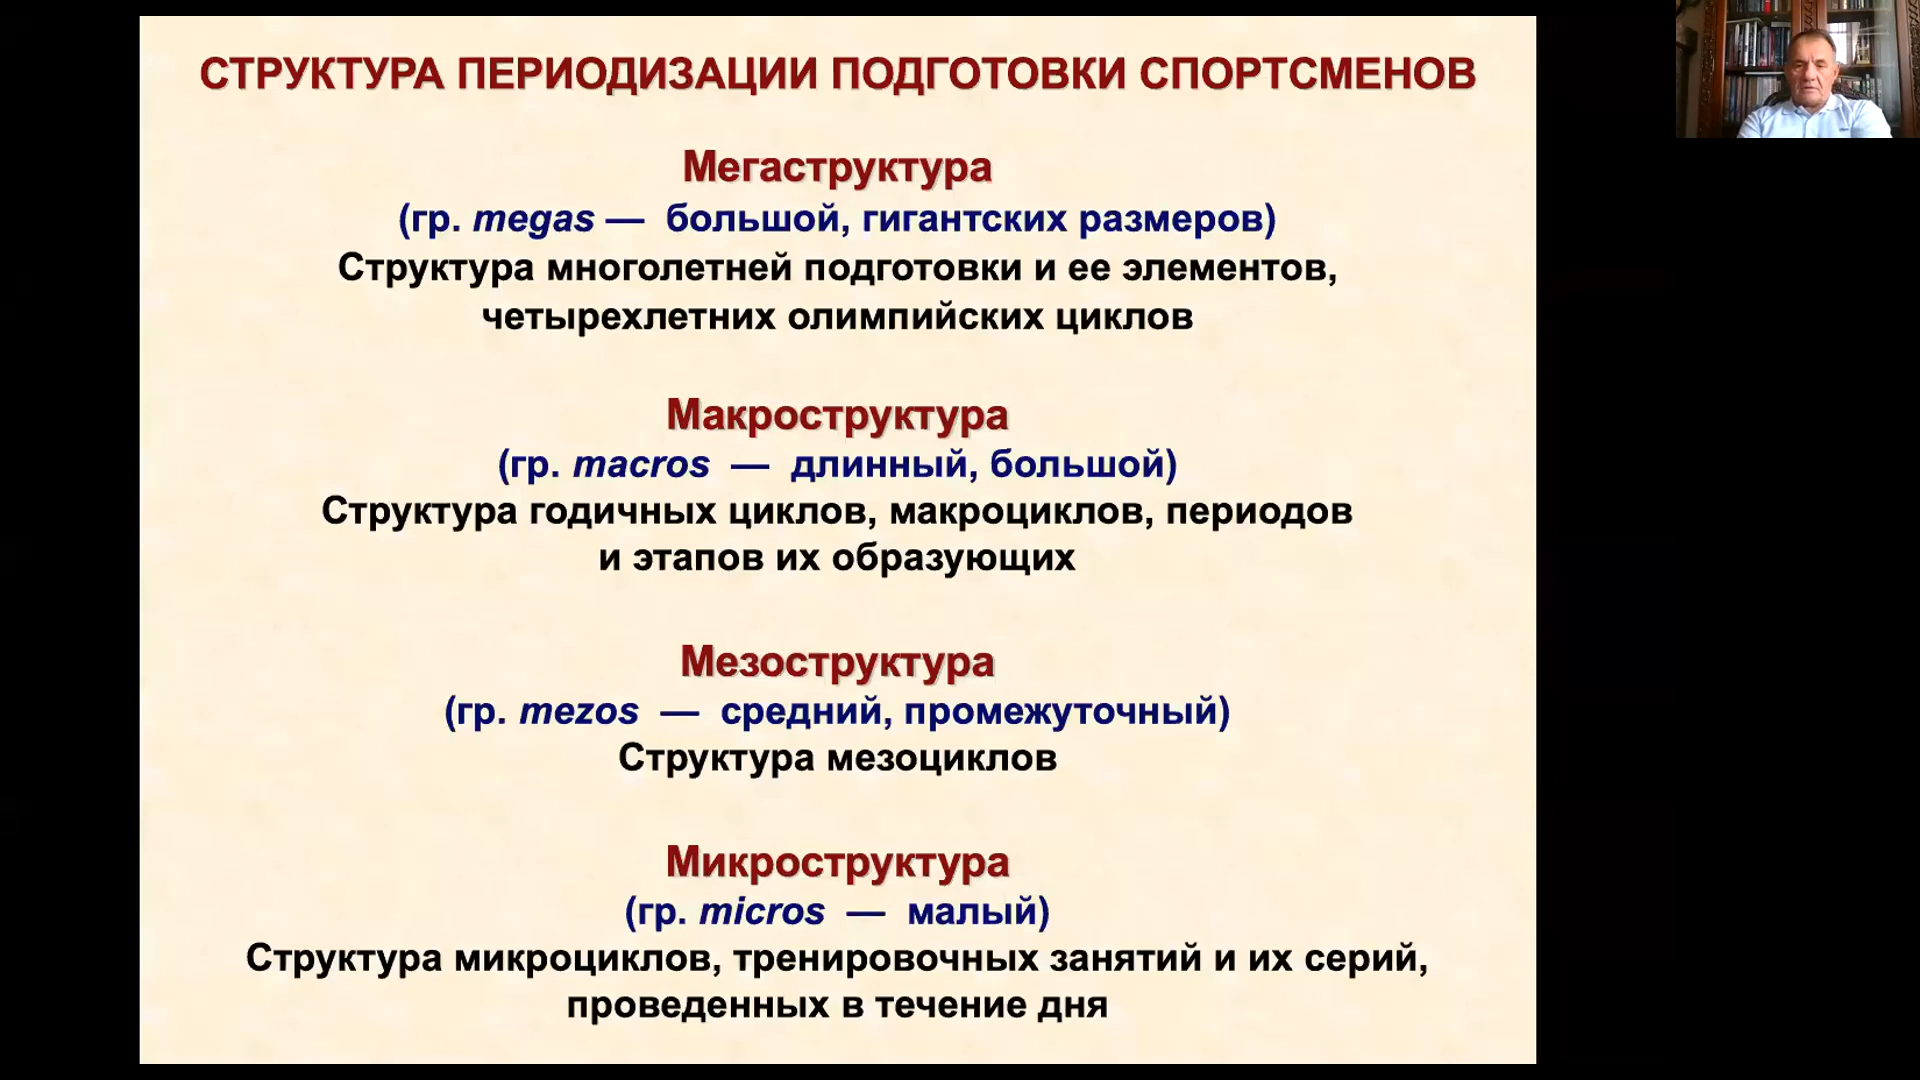 СТРУКТУРА ПЕРИОДИЗАЦИИ ПОДГОТОВКИ СПОРТСМЕНОВ
Мегаструктура
(гр. megas — большой, гигантских размеров)
Структура многолетней подготовки и ее элементов,
четырехлетних олимпийских циклов
Макроструктура
(гр. macros — длинный, большой)
Структура годичных циклов, макроциклов, периодов
и этапов их образующих
Мезоструктура
(гр. mezos — средний, промежуточный)
Структура мезоциклов
Микроструктура
(гр. micros — малый)
Структура микроциклов, тренировочных занятий и их серий,
проведенных в течение дня